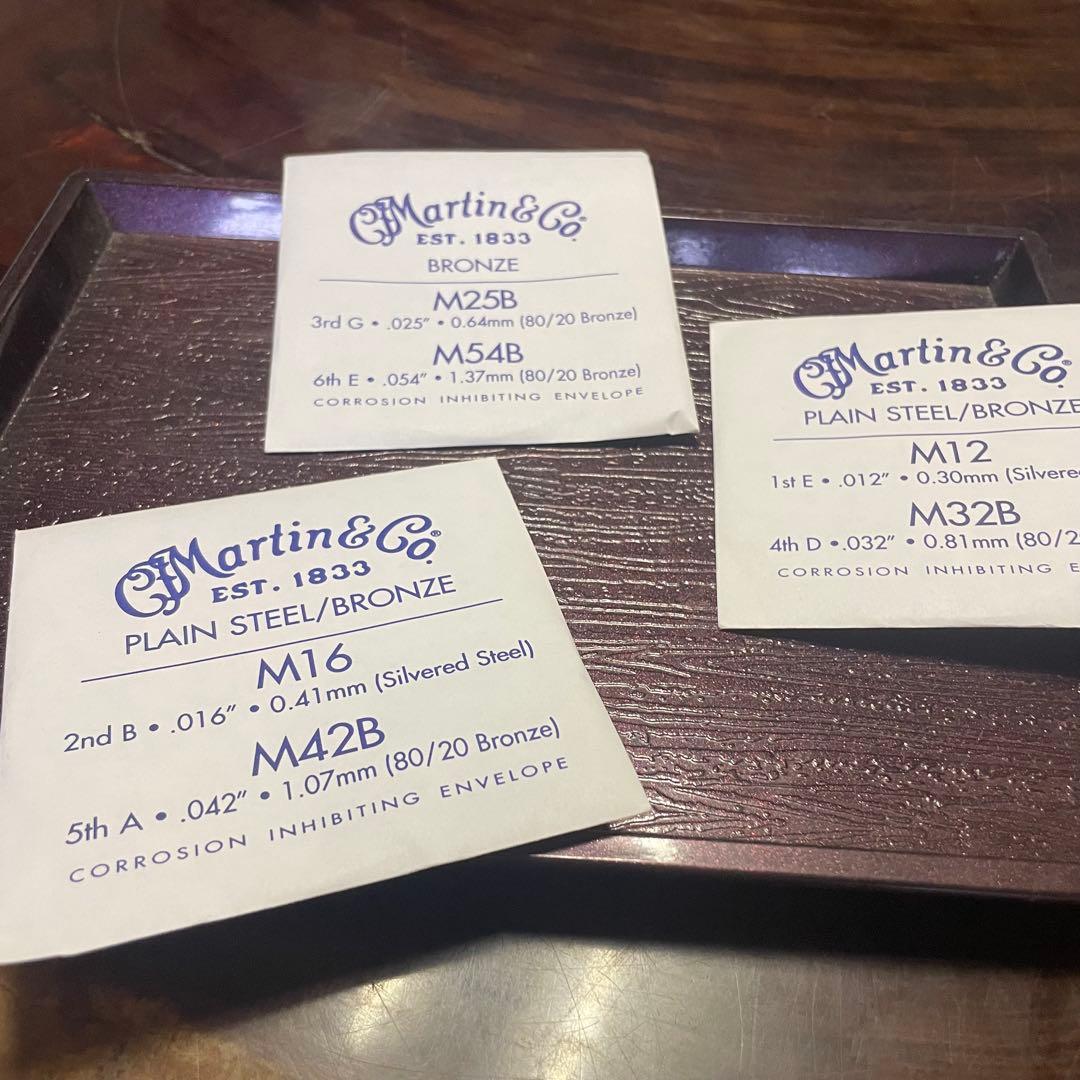 CFMartin & Co.®
EST. 1833
BRONZE
M25B
3rd G • .025" • 0.64mm (80/20 Bronze)
M54B
6th E • .054" • 1.37mm (80/20 Bronze)
CORROSION INHIBITING ENVELOPE
CFMartin & Co.®
EST. 1833
PLAIN STEEL/BRONZE
M12
1st E • .012" • 0.30mm (Silvered
M32B
4th D • .032" • 0.81mm (80/2
CORROSION INHIBITING E
CFMartin & Co.®
EST. 1833
PLAIN STEEL/BRONZE
M16
2nd B • .016" • 0.41mm (Silvered Steel)
M42B
5th A • .042" • 1.07mm (80/20 Bronze)
CORROSION INHIBITING ENVELOPE